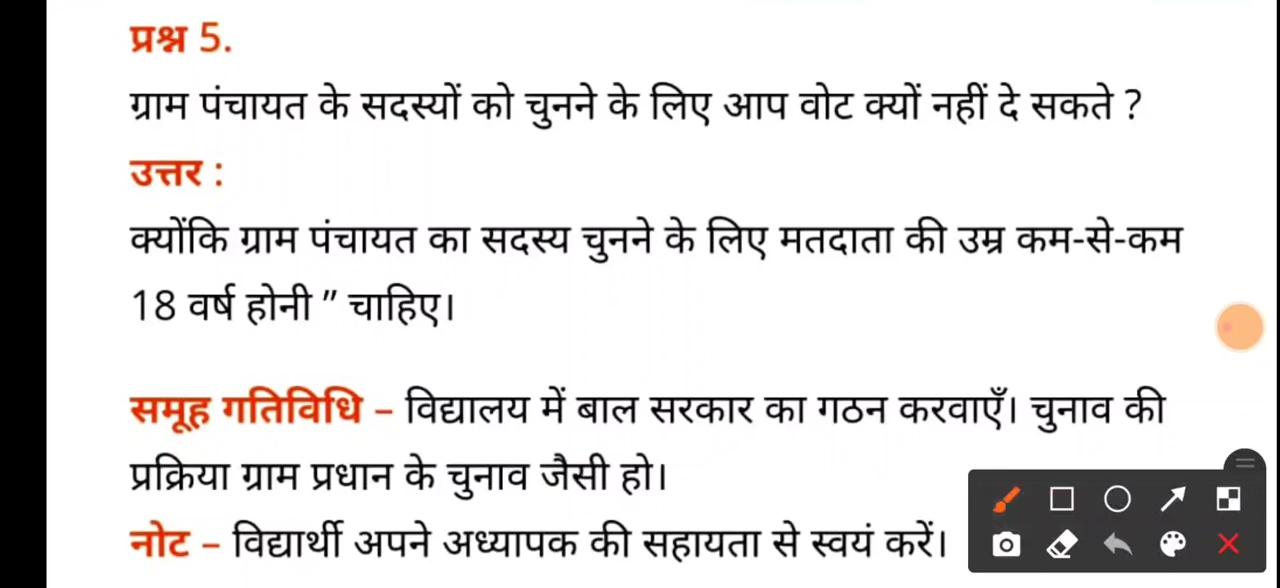 प्रश्न 5.
ग्राम पंचायत के सदस्यों को चुनने के लिए आप वोट क्यों नहीं दे सकते ?
उत्तर :
क्योंकि ग्राम पंचायत का सदस्य चुनने के लिए मतदाता की उम्र कम-से-कम
18 वर्ष होनी ” चाहिए।
समूह गतिविधि – विद्यालय में बाल सरकार का गठन करवाएँ। चुनाव की
प्रक्रिया ग्राम प्रधान के चुनाव जैसी हो।
नोट – विद्यार्थी अपने अध्यापक की सहायता से स्वयं करें।